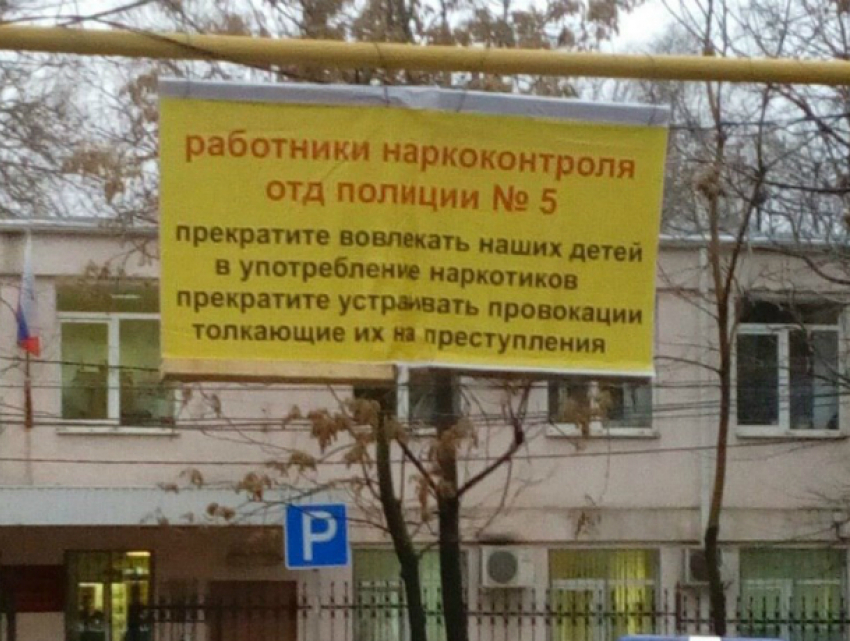 работники наркоконтроля
отд полиции № 5
прекратите вовлекать наших детей
в употребление наркотиков
прекратите устраивать провокации
толкающие их на преступления
P